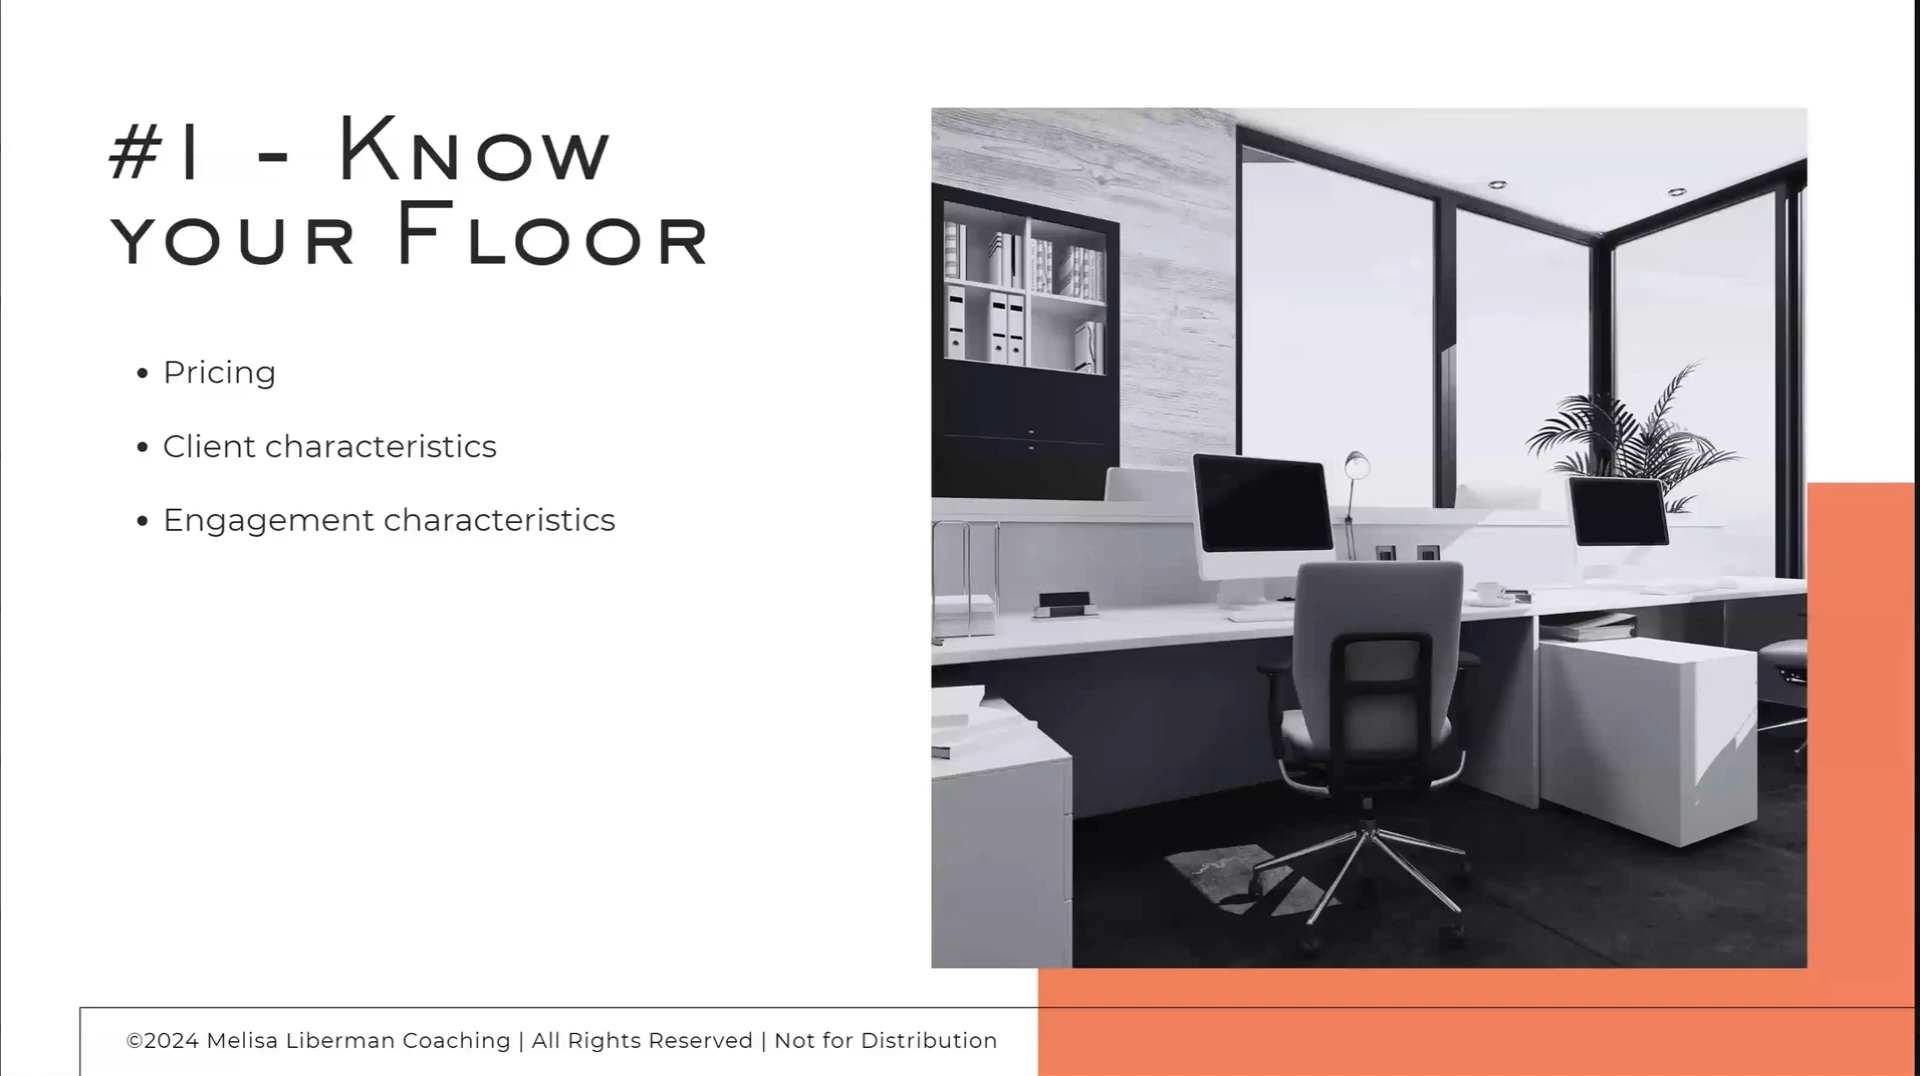 #1 - Know
your Floor
• Pricing
• Client characteristics
• Engagement characteristics
©2024 Melisa Liberman Coaching | All Rights Reserved | Not for Distribution